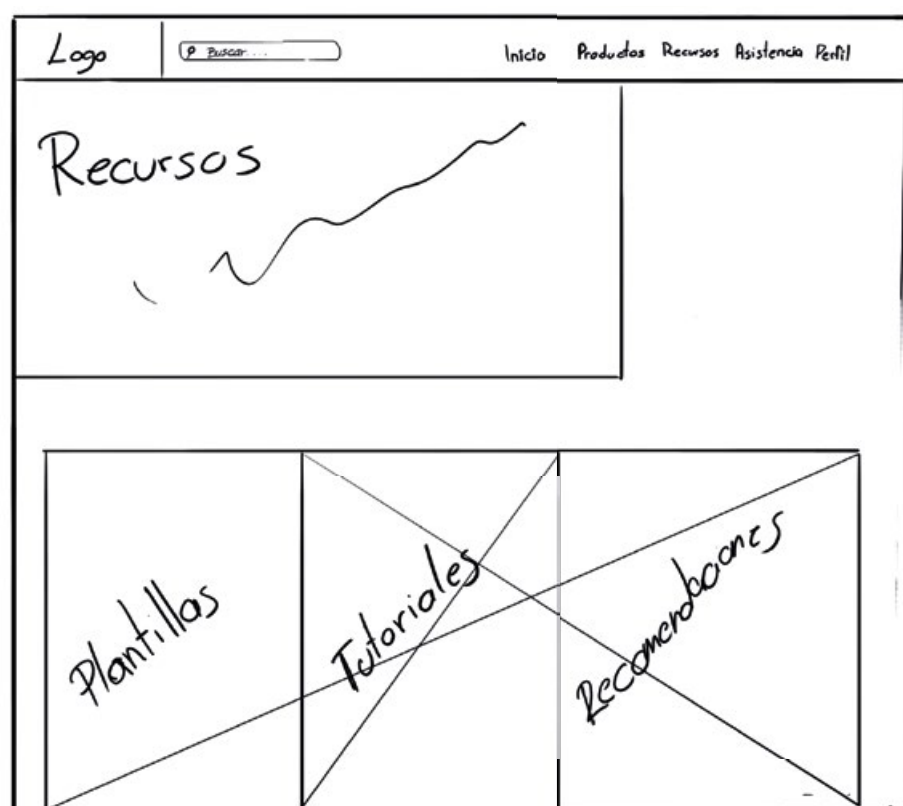 Logo
Buscar....
Inicio Productos Recursos Asistencia Perfil
Recursos
Plantillas
Tutoriales
Recomendaciones